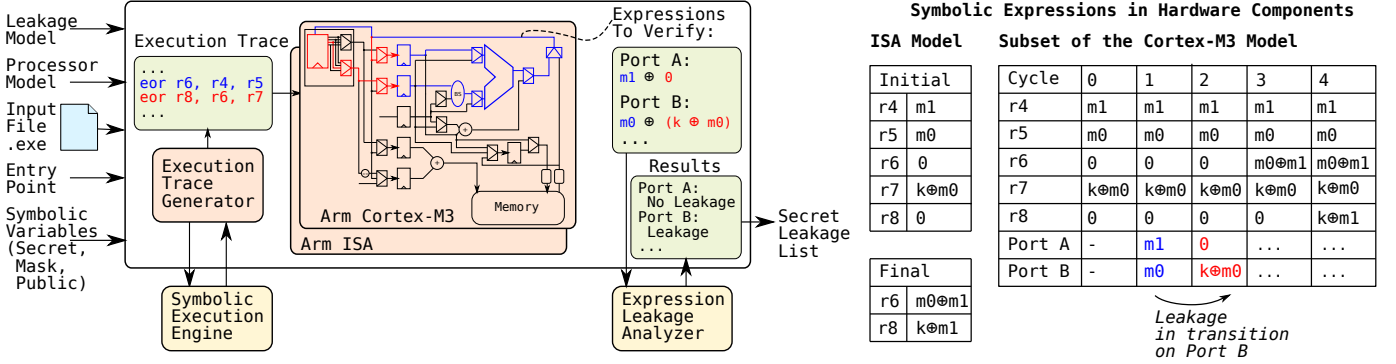 Leakage
Model
Processor
Model
Input
File
.exe
Entry
Point
Symbolic
Variables
(Secret,
Mask,
Public)
Execution Trace
...
eor r6, r4, r5
eor r8, r6, r7
...
Execution
Trace
Generator
Symbolic
Execution
Engine
BS
+
+
Memory
Arm Cortex-M3
Arm ISA
Expressions
To Verify:
Port A:
m1 ⊕ 0
Port B:
m0 ⊕ (k ⊕ m0)
...
Results
Port A:
No Leakage
Port B:
Leakage
...
Expression
Leakage
Analyzer
Secret
Leakage
List
Symbolic Expressions in Hardware Components
ISA Model
Initial
r4 m1
r5 m0
r6 0
r7 k⊕m0
r8 0
Final
r6 m0⊕m1
r8 k⊕m1
Subset of the Cortex-M3 Model
Cycle 0 1 2 3 4
r4 m1 m1 m1 m1 m1
r5 m0 m0 m0 m0 m0
r6 0 0 0 m0⊕m1 m0⊕m1
r7 k⊕m0 k⊕m0 k⊕m0 k⊕m0 k⊕m0
r8 0 0 0 0 k⊕m1
Port A - m1 0 ... ...
Port B - m0 k⊕m0 ... ...
Leakage
in transition
on Port B